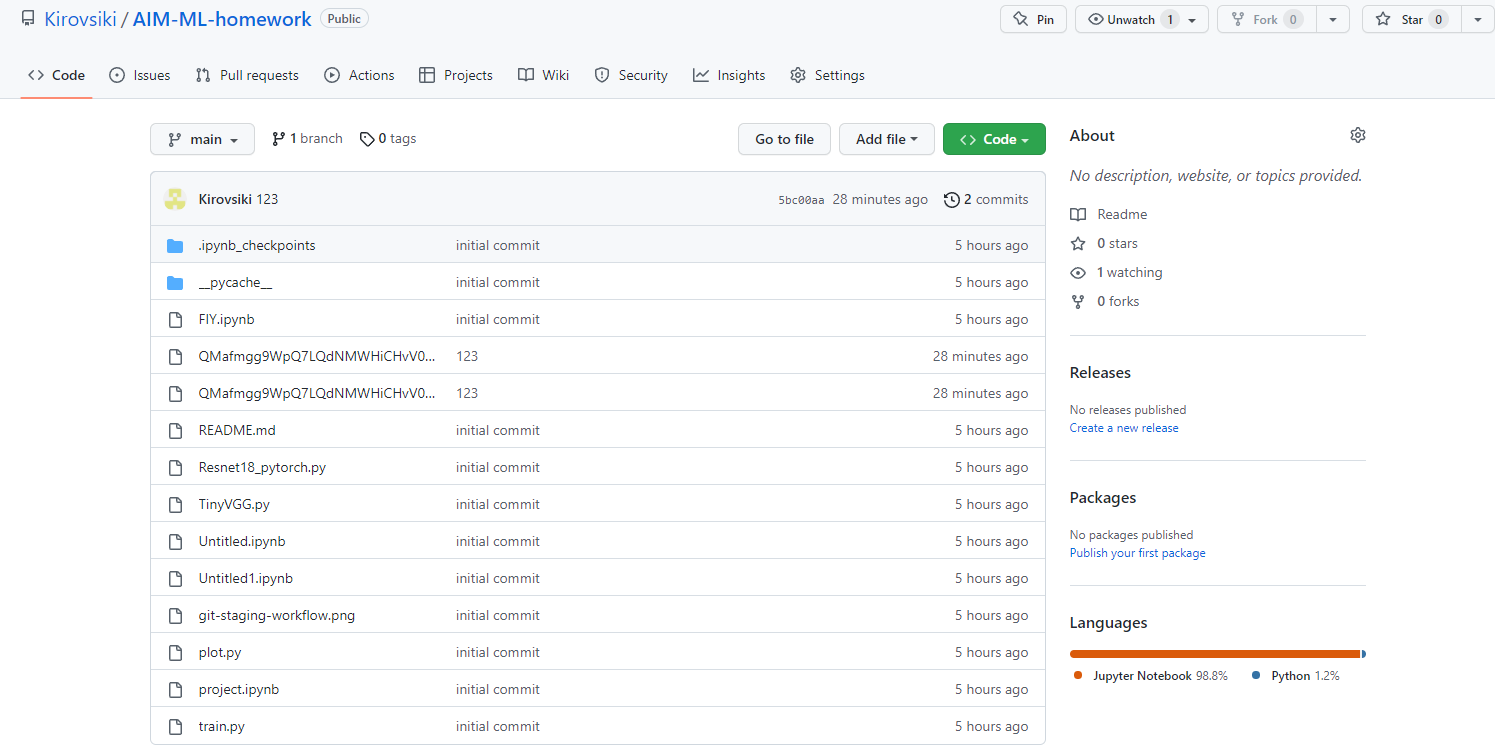 Kirovsiki / AIM-ML-homework Public
Pin
Unwatch 1
Fork 0
Star 0
Code
Issues
Pull requests
Actions
Projects
Wiki
Security
Insights
Settings
main
1 branch
0 tags
Go to file
Add file
Code
Kirovsiki 123 5bc00aa 28 minutes ago 2 commits
.ipynb_checkpoints initial commit 5 hours ago
__pycache__ initial commit 5 hours ago
FIY.ipynb initial commit 5 hours ago
QMafmgg9WpQ7LQdNMWHiCHvV0... 123 28 minutes ago
QMafmgg9WpQ7LQdNMWHiCHvV0... 123 28 minutes ago
README.md initial commit 5 hours ago
Resnet18_pytorch.py initial commit 5 hours ago
TinyVGG.py initial commit 5 hours ago
Untitled.ipynb initial commit 5 hours ago
Untitled1.ipynb initial commit 5 hours ago
git-staging-workflow.png initial commit 5 hours ago
plot.py initial commit 5 hours ago
project.ipynb initial commit 5 hours ago
train.py initial commit 5 hours ago
About
No description, website, or topics provided.
Readme
0 stars
1 watching
0 forks
Releases
No releases published
Create a new release
Packages
No packages published
Publish your first package
Languages
Jupyter Notebook 98.8% Python 1.2%